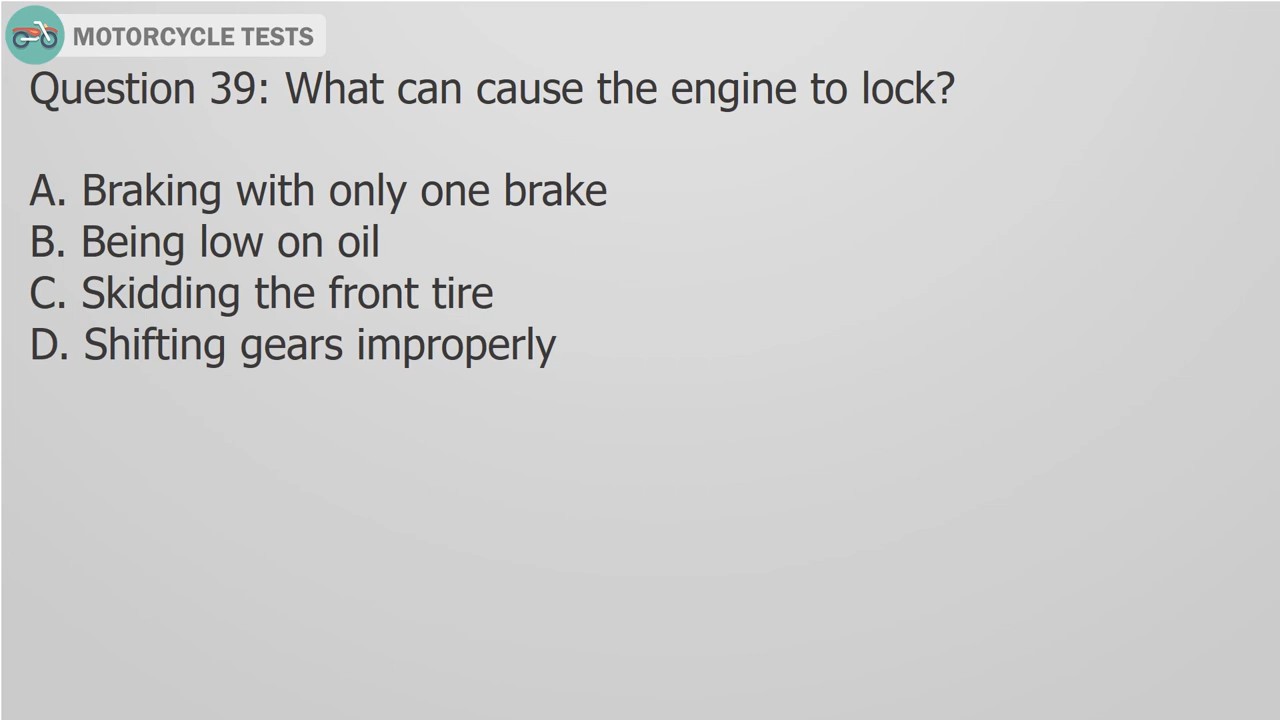 MOTORCYCLE TESTS
Question 39: What can cause the engine to lock?
A. Braking with only one brake
B. Being low on oil
C. Skidding the front tire
D. Shifting gears improperly